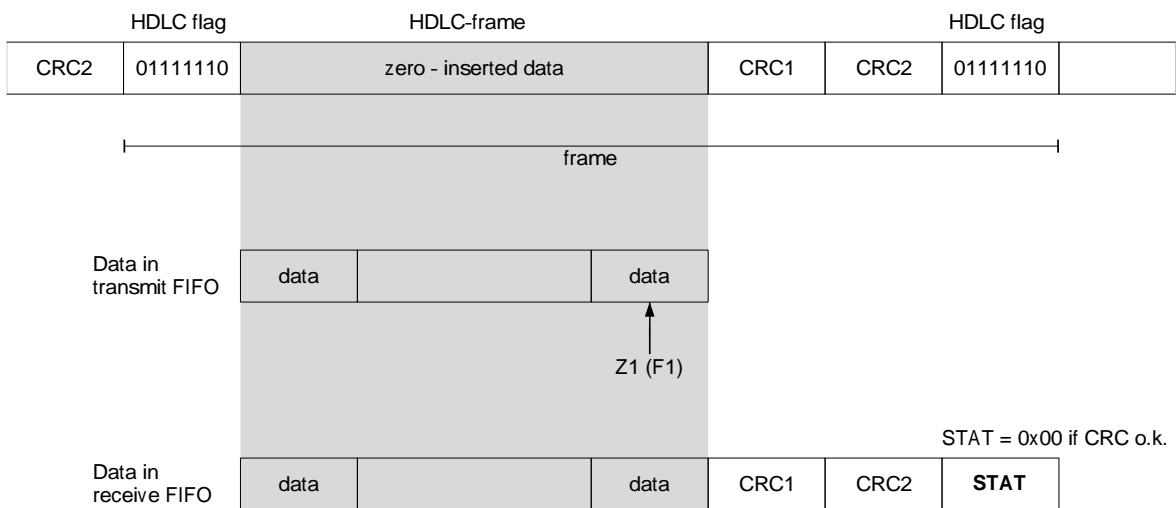 HDLC flag HDLC-frame HDLC flag
CRC2 01111110 zero - inserted data CRC1 CRC2 01111110
frame
Data in
transmit FIFO
data data
Z1 (F1)
STAT = 0x00 if CRC o.k.
Data in
receive FIFO
data data CRC1 CRC2 STAT